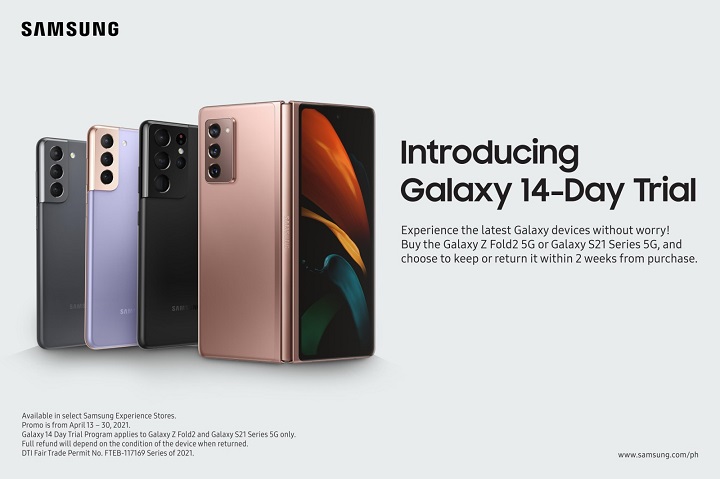 SAMSUNG
Introducing
Galaxy 14-Day Trial
Experience the latest Galaxy devices without worry!
Buy the Galaxy Z Fold2 5G or Galaxy S21 Series 5G, and
choose to keep or return it within 2 weeks from purchase.
Available in select Samsung Experience Stores.
Promo is from April 13 – 30, 2021.
Galaxy 14 Day Trial Program applies to Galaxy Z Fold2 and Galaxy S21 Series 5G only.
Full refund will depend on the condition of the device when returned.
DTI Fair Trade Permit No. FTEB-117169 Series of 2021.
www.samsung.com/ph